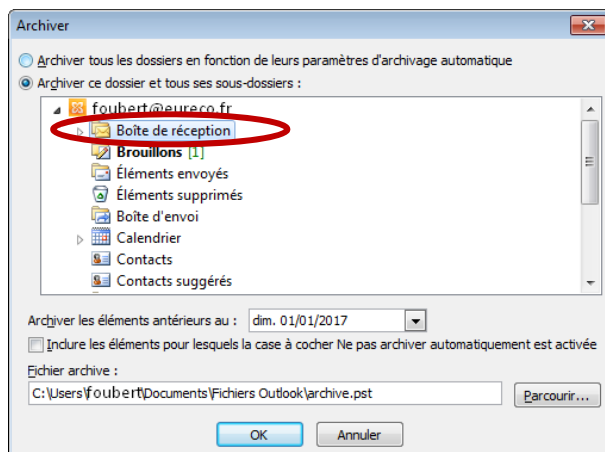 Archiver
Archiver tous les dossiers en fonction de leurs paramètres d'archivage automatique
Archiver ce dossier et tous ses sous-dossiers :
foubert@eureco.fr
Boîte de réception
Brouillons [1]
Éléments envoyés
Éléments supprimés
Boîte d'envoi
Calendrier
Contacts
Contacts suggérés
Archiver les éléments antérieurs au : dim. 01/01/2017
Inclure les éléments pour lesquels la case à cocher Ne pas archiver automatiquement est activée
Fichier archive :
C:\Users\foubert\Documents\Fichiers Outlook\archive.pst Parcourir...
OK Annuler